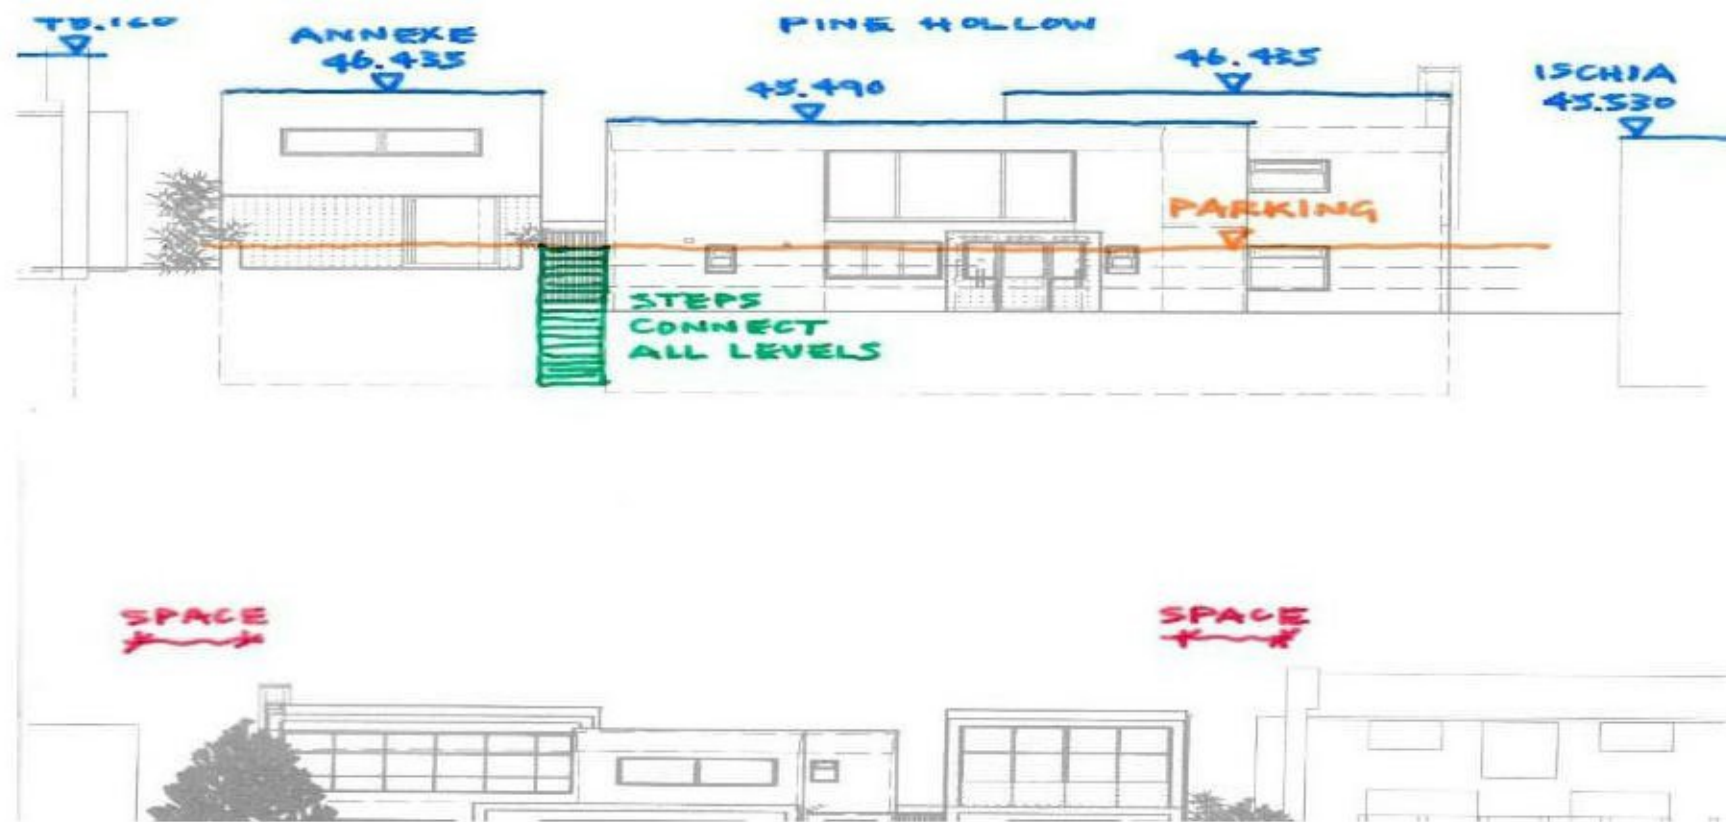 PINE HOLLOW
ANNEXE
46.435
45.490
46.435
ISCHIA
45.530
PARKING
STEPS
CONNECT
ALL LEVELS
SPACE
SPACE